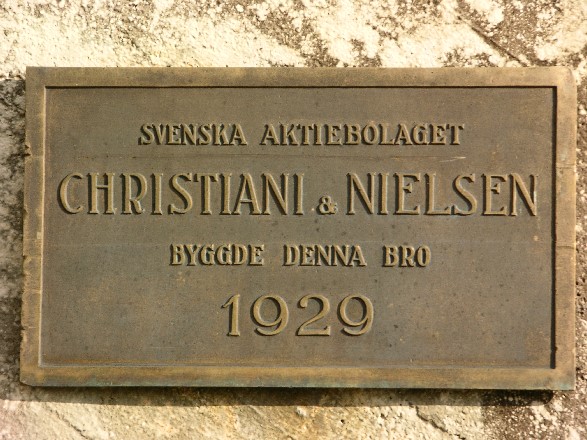 SVENSKA AKTIEBOLAGET
CHRISTIANI & NIELSEN
BYGGDE DENNA BRO
1929